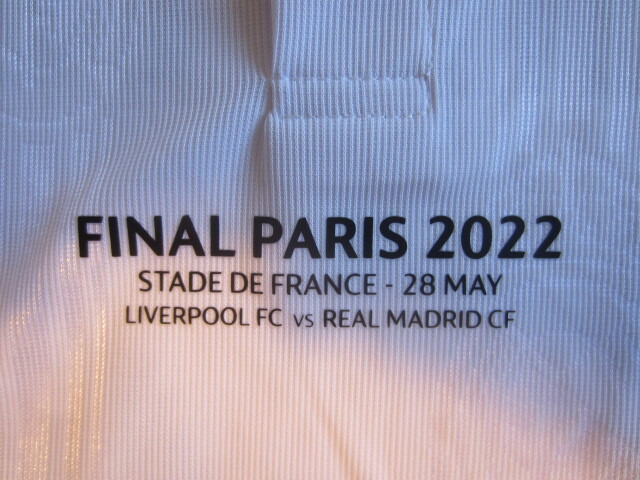 FINAL PARIS 2022
STADE DE FRANCE - 28 MAY
LIVERPOOL FC vs REAL MADRID CF